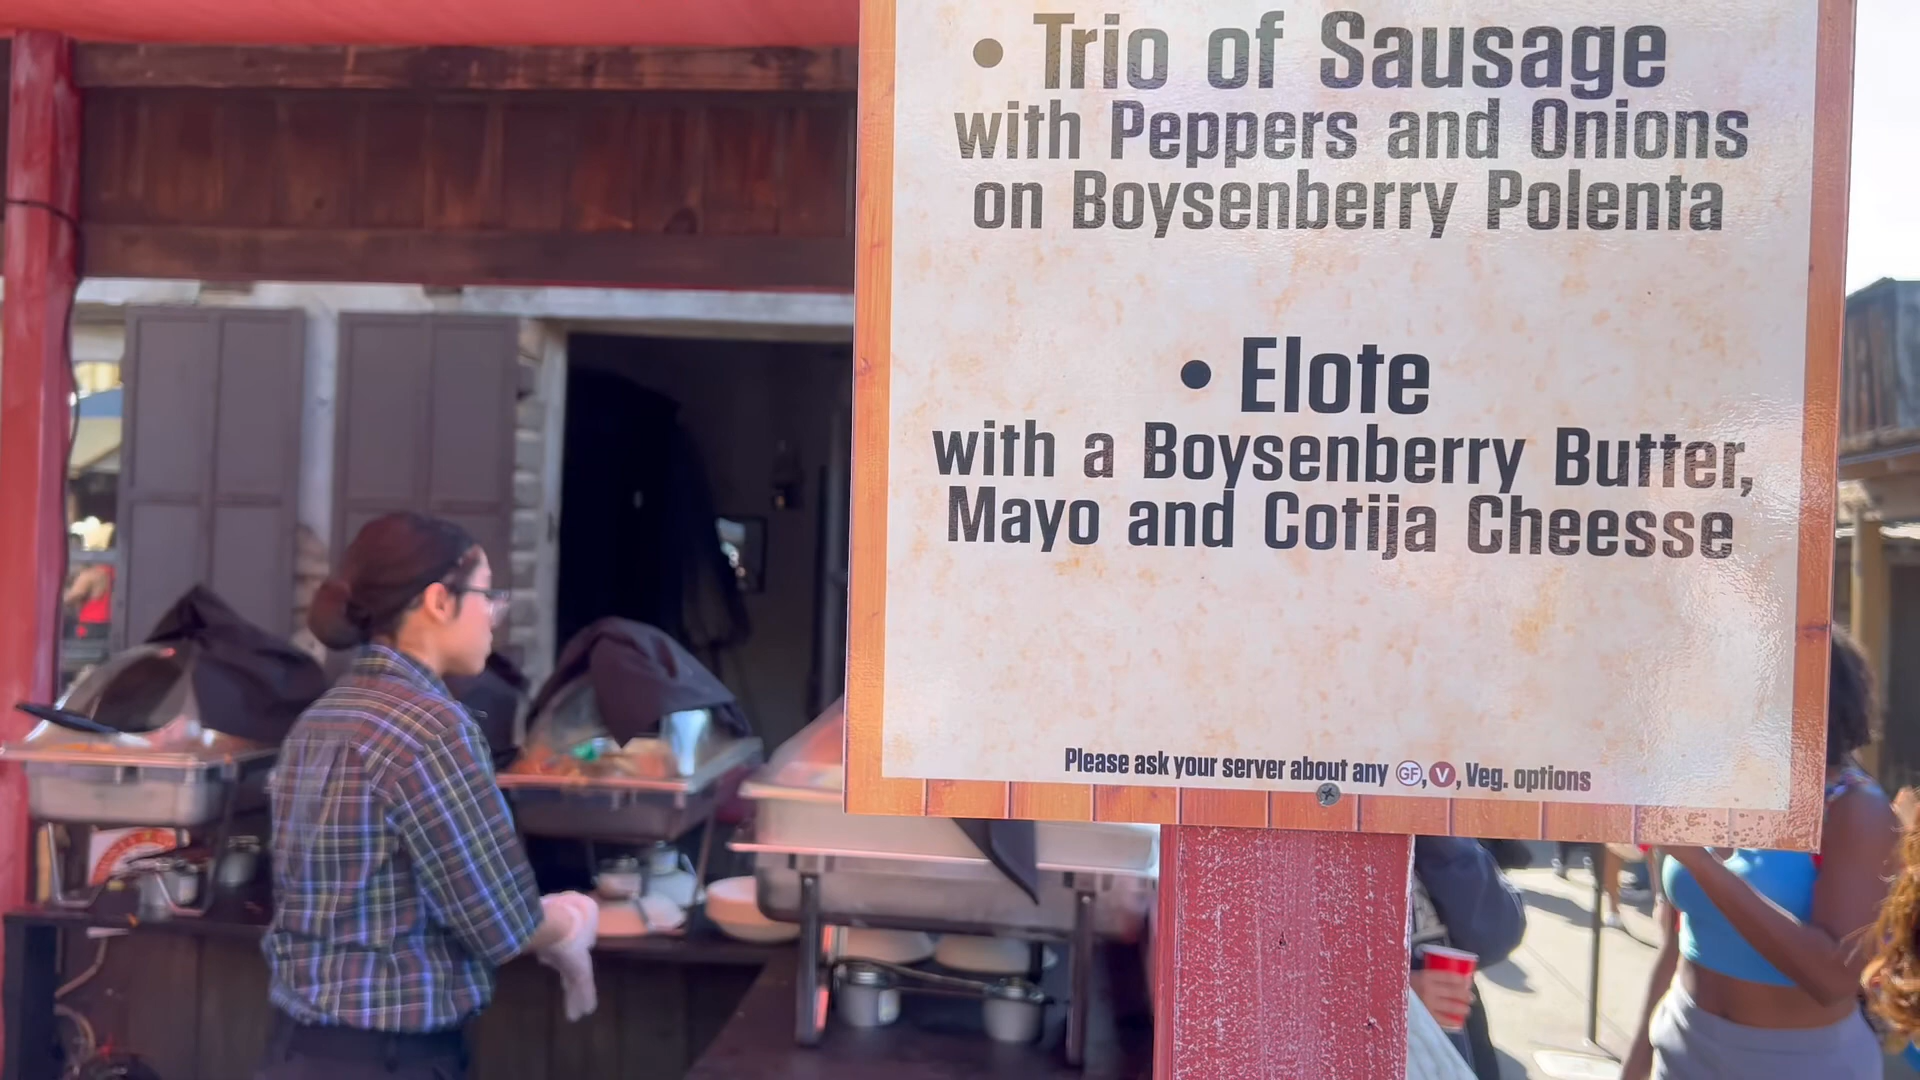 • Trio of Sausage
with Peppers and Onions
on Boysenberry Polenta
• Elote
with a Boysenberry Butter,
Mayo and Cotija Cheesse
Please ask your server about any GF, V, Veg. options